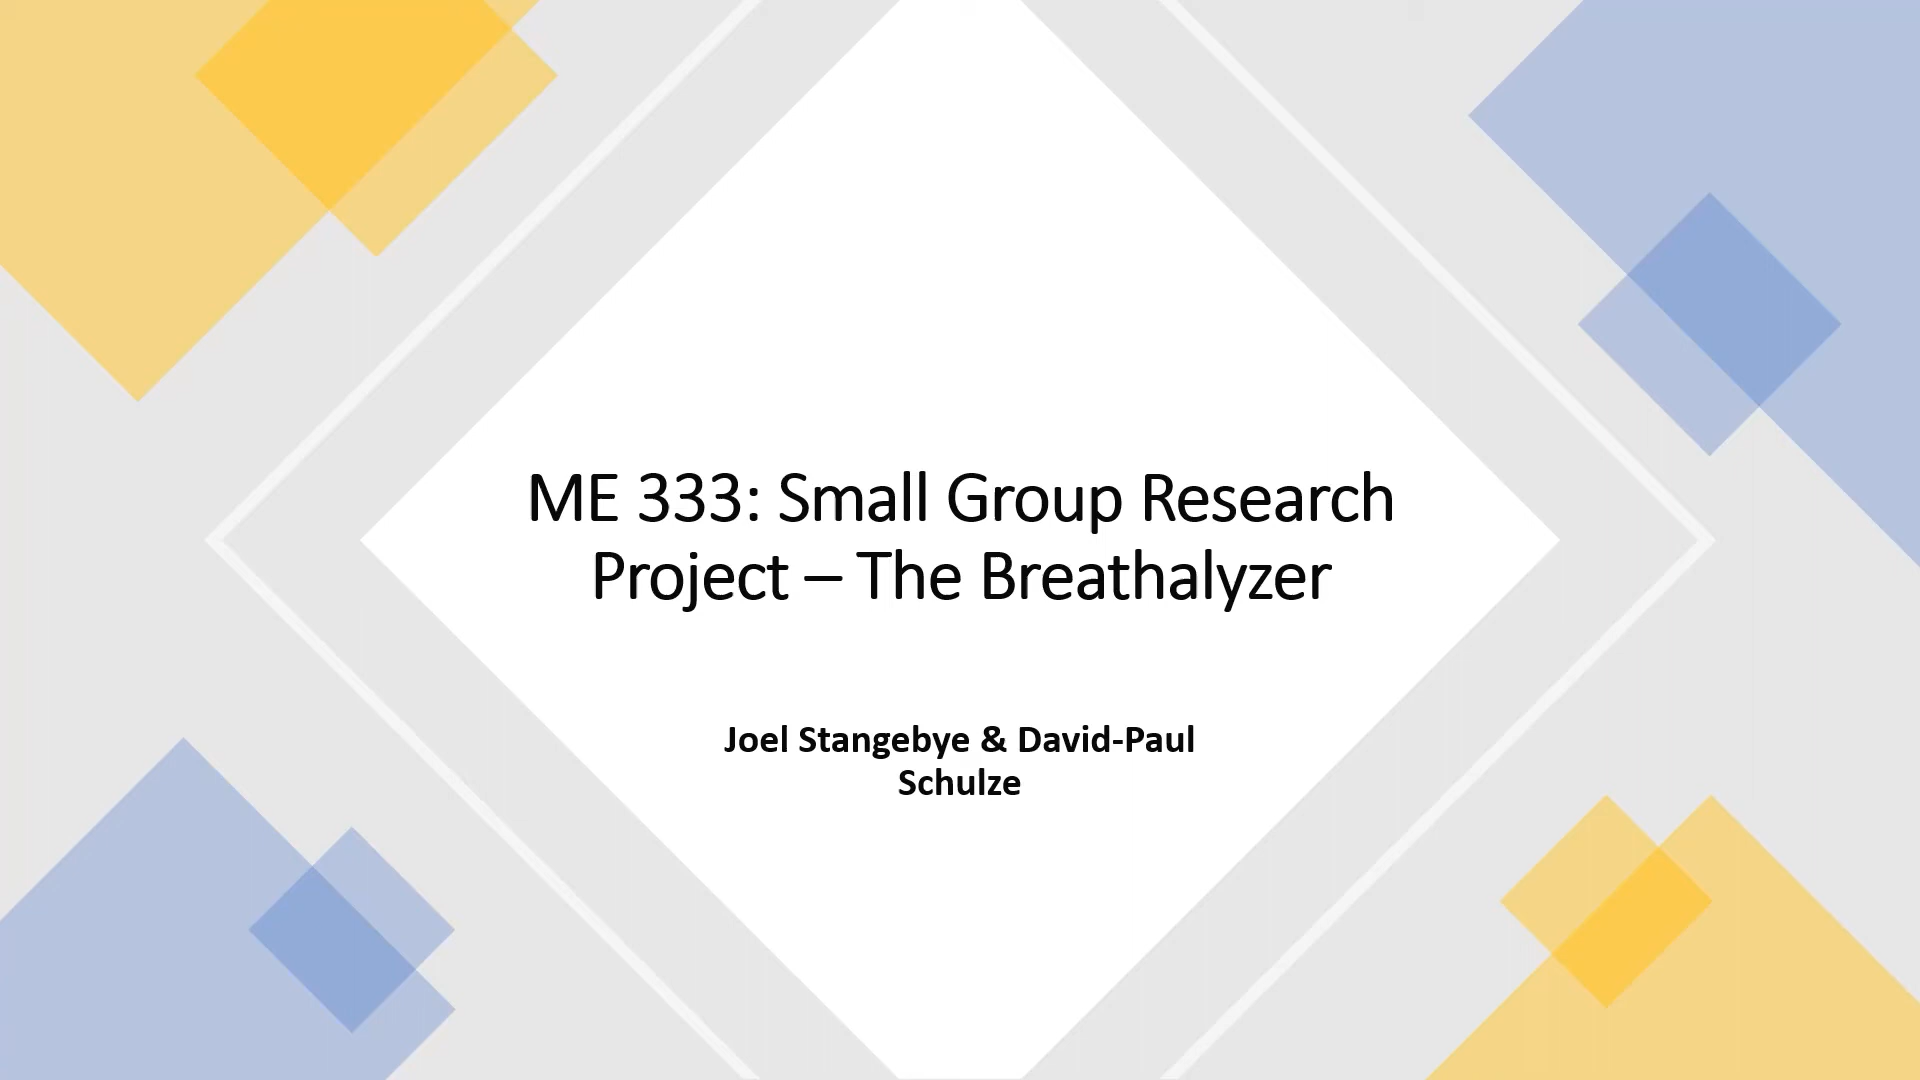 ME 333: Small Group Research
Project – The Breathalyzer
Joel Stangebye & David-Paul
Schulze